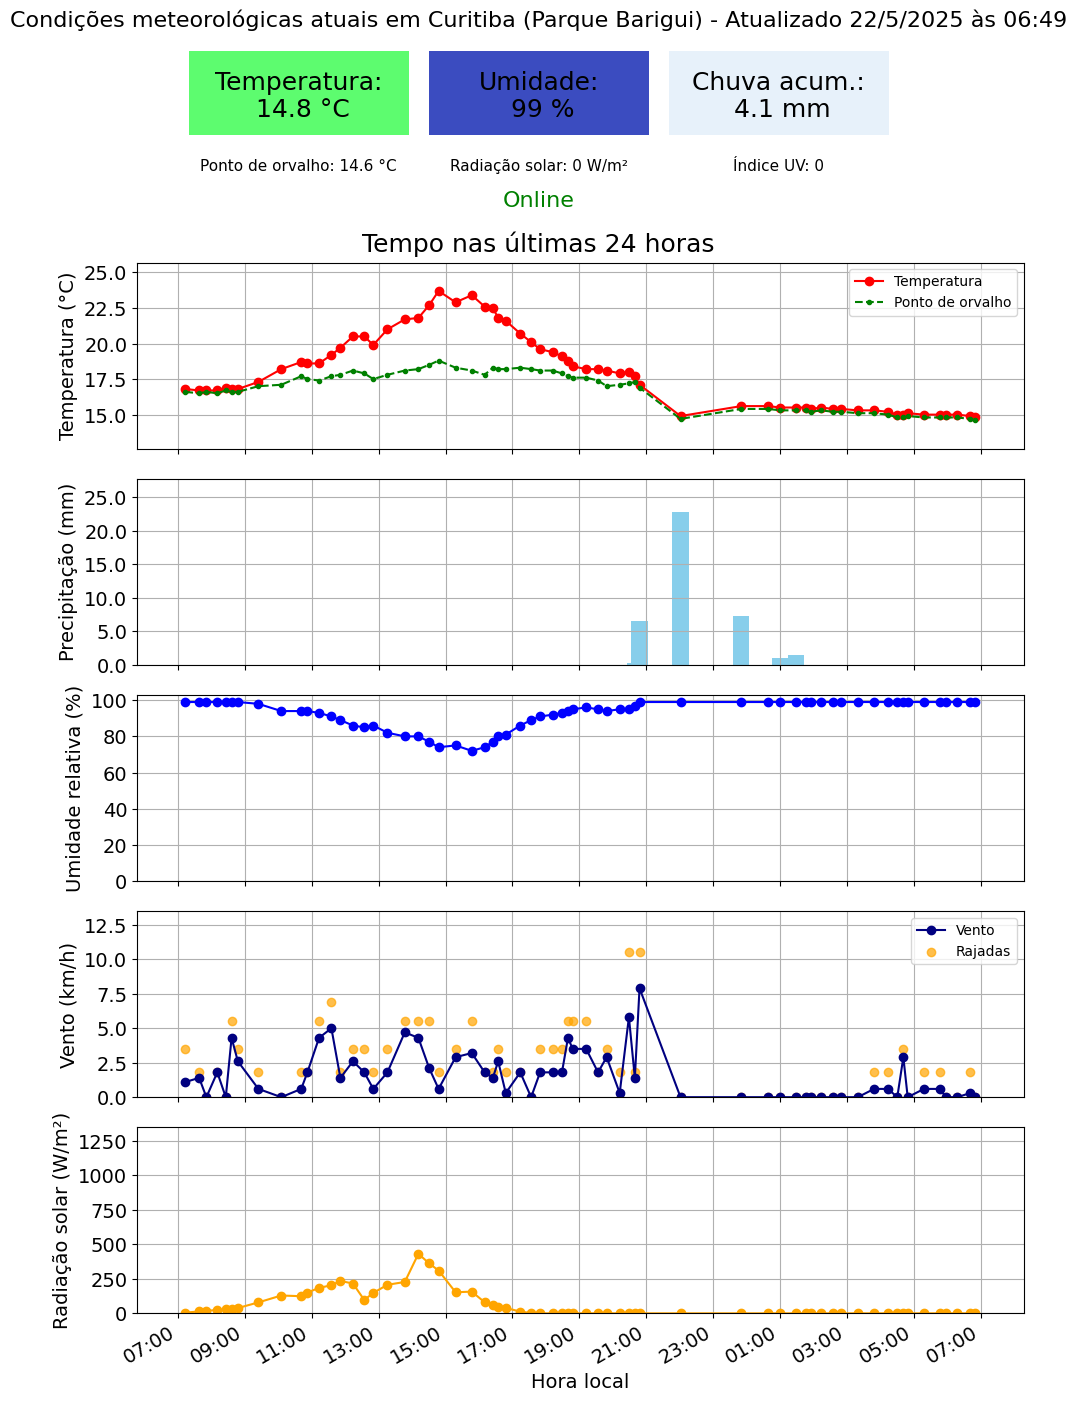 Condições meteorológicas atuais em Curitiba (Parque Barigui) - Atualizado 22/5/2025 às 06:49
Temperatura:
14.8 °C
Umidade:
99 %
Chuva acum.:
4.1 mm
Ponto de orvalho: 14.6 °C
Radiação solar: 0 W/m²
Índice UV: 0
Online
Tempo nas últimas 24 horas
Temperatura (°C)
25.0
22.5
20.0
17.5
15.0
Temperatura
Ponto de orvalho
Precipitação (mm)
25.0
20.0
15.0
10.0
5.0
0.0
Umidade relativa (%)
100
80
60
40
20
0
Vento (km/h)
12.5
10.0
7.5
5.0
2.5
0.0
Vento
Rajadas
Radiação solar (W/m²)
1250
1000
750
500
250
0
07:00
09:00
11:00
13:00
15:00
17:00
19:00
21:00
23:00
01:00
03:00
05:00
07:00
Hora local